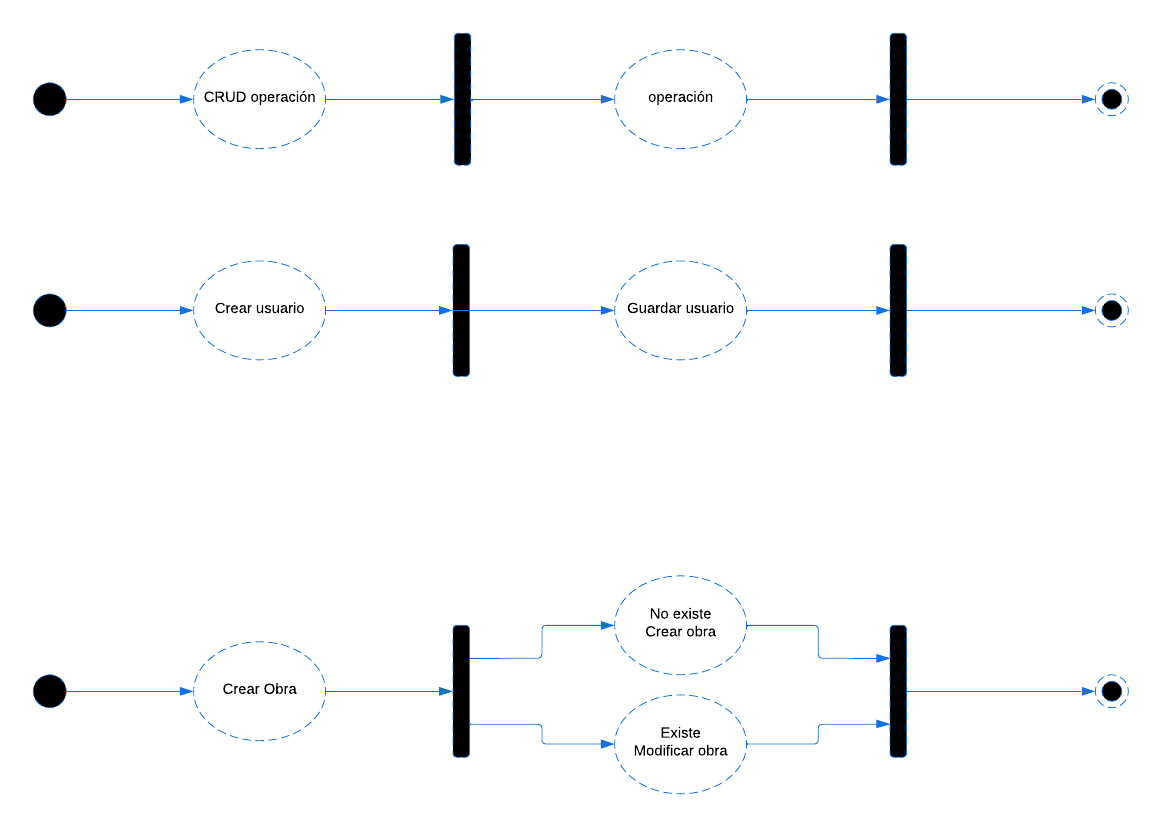 CRUD operación
operación
Crear usuario
Guardar usuario
No existe
Crear obra
Crear Obra
Existe
Modificar obra